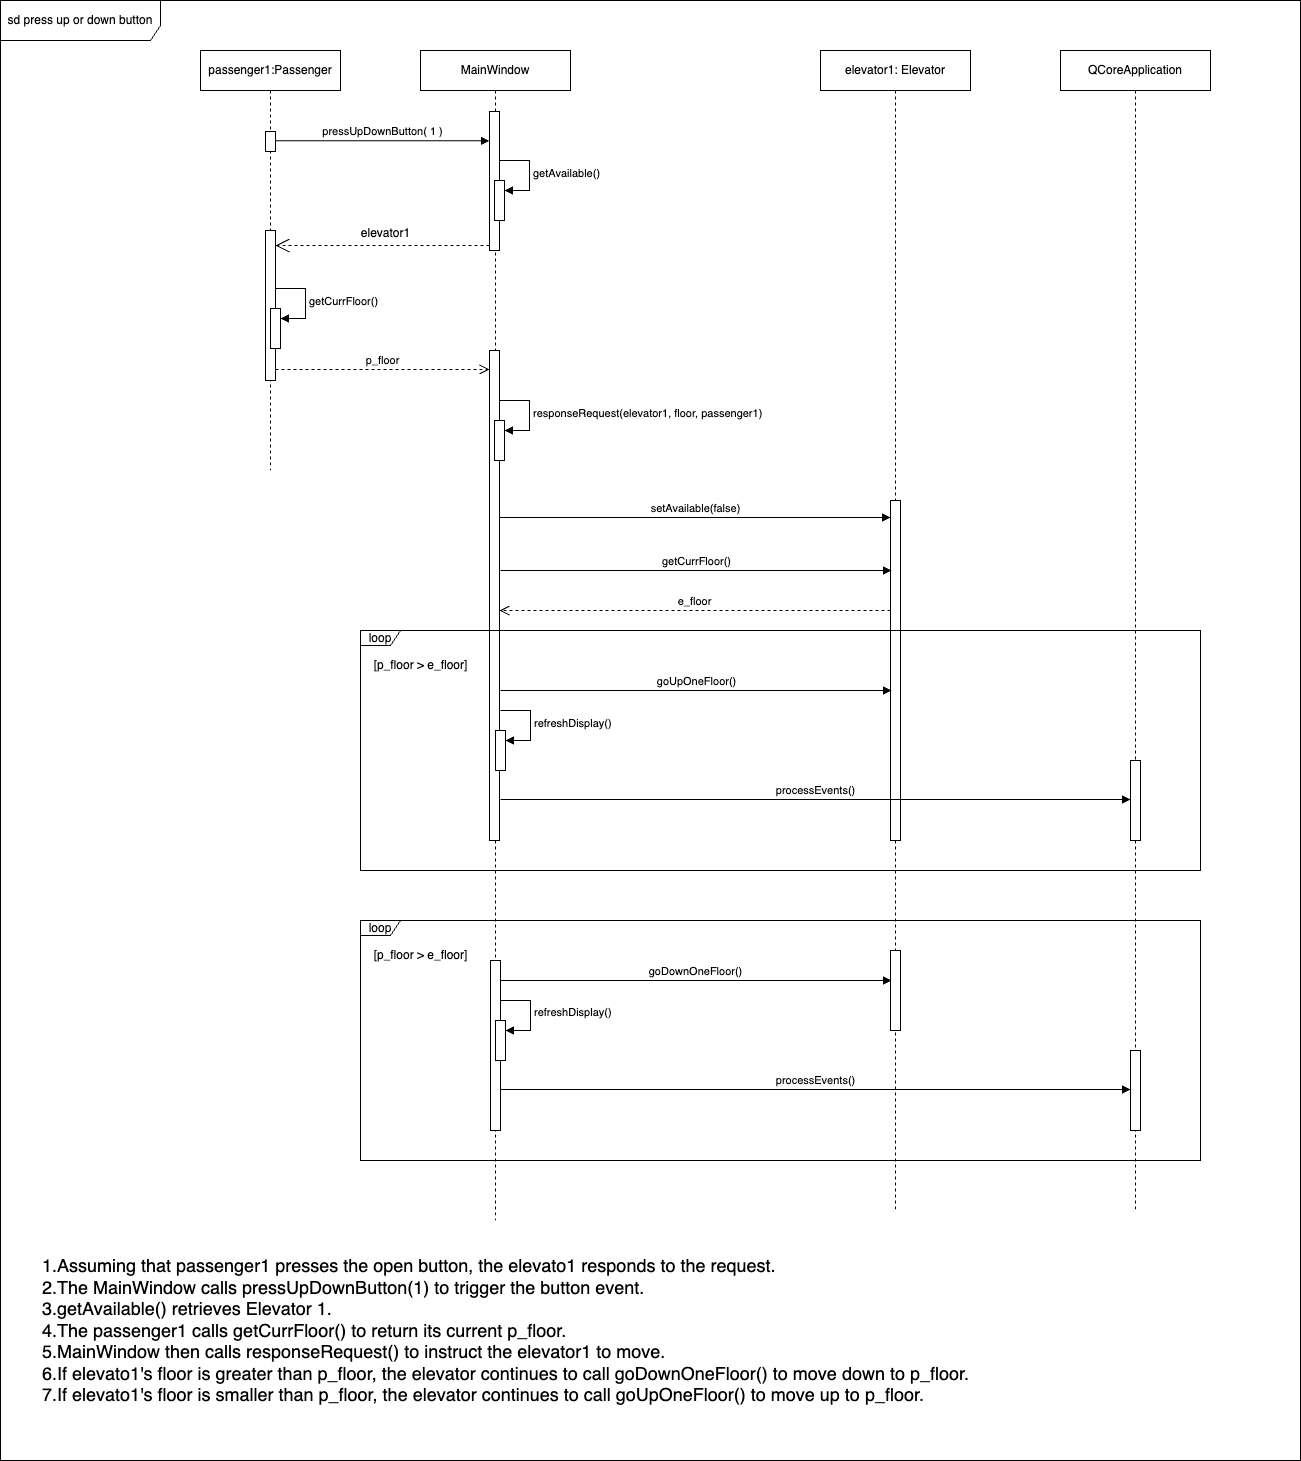 sd press up or down button
passenger1:Passenger
MainWindow
elevator1: Elevator
QCoreApplication
pressUpDownButton( 1 )
getAvailable()
elevator1
getCurrFloor()
p_floor
responseRequest(elevator1, floor, passenger1)
setAvailable(false)
getCurrFloor()
e_floor
loop
[p_floor > e_floor]
goUpOneFloor()
refreshDisplay()
processEvents()
loop
[p_floor > e_floor]
goDownOneFloor()
refreshDisplay()
processEvents()
1.Assuming that passenger1 presses the open button, the elevato1 responds to the request.
2.The MainWindow calls pressUpDownButton(1) to trigger the button event.
3.getAvailable() retrieves Elevator 1.
4.The passenger1 calls getCurrFloor() to return its current p_floor.
5.MainWindow then calls responseRequest() to instruct the elevator1 to move.
6.If elevato1's floor is greater than p_floor, the elevator continues to call goDownOneFloor() to move down to p_floor.
7.If elevato1's floor is smaller than p_floor, the elevator continues to call goUpOneFloor() to move up to p_floor.